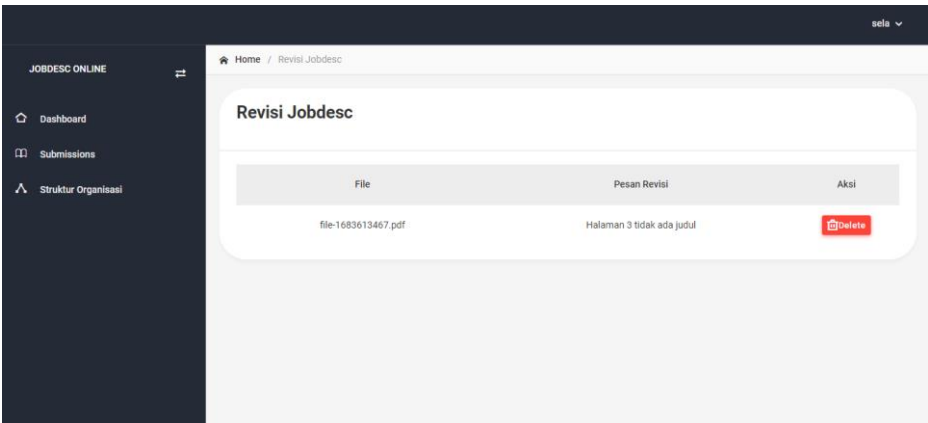 sela
JOBDESC ONLINE
Home / Revisi Jobdesc
Dashboard
Submissions
Struktur Organisasi
Revisi Jobdesc
File Pesan Revisi Aksi
file-1683613467.pdf Halaman 3 tidak ada judul Delete